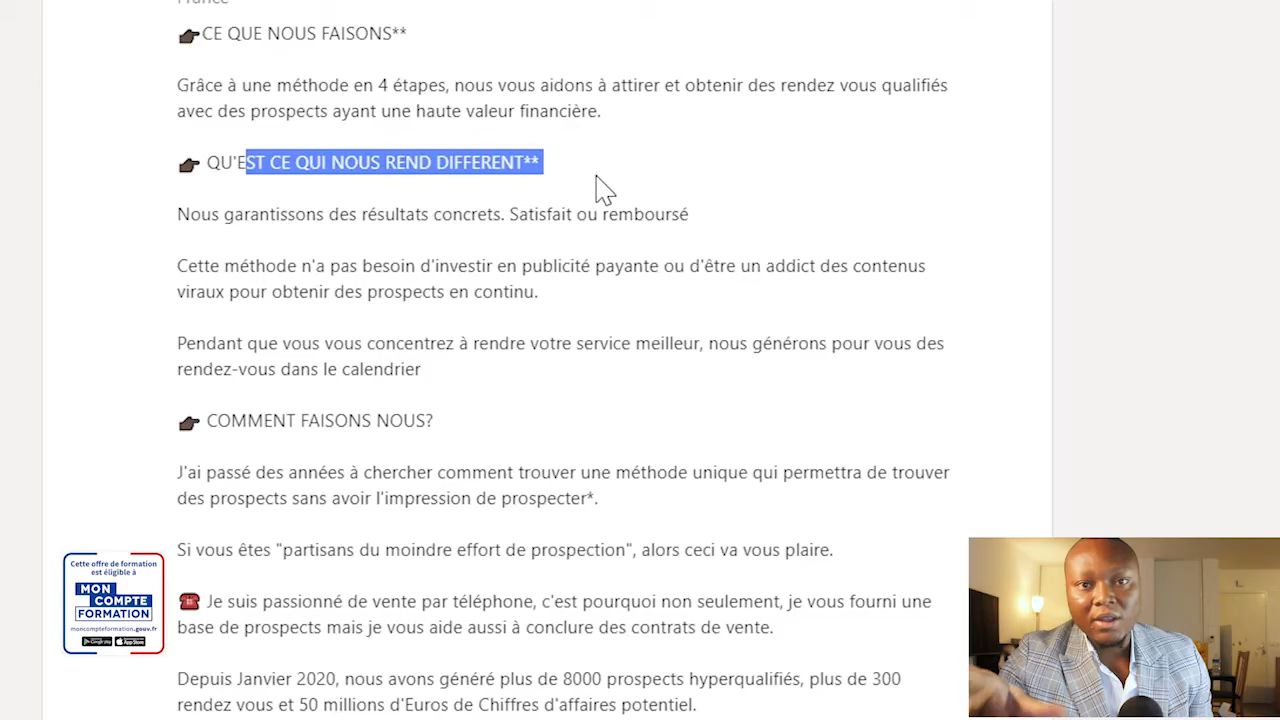 France
CE QUE NOUS FAISONS**
Grâce à une méthode en 4 étapes, nous vous aidons à attirer et obtenir des rendez vous qualifiés
avec des prospects ayant une haute valeur financière.
QU'EST CE QUI NOUS REND DIFFERENT**
Nous garantissons des résultats concrets. Satisfait ou remboursé
Cette méthode n'a pas besoin d'investir en publicité payante ou d'être un addict des contenus
viraux pour obtenir des prospects en continu.
Pendant que vous vous concentrez à rendre votre service meilleur, nous générons pour vous des
rendez-vous dans le calendrier
COMMENT FAISONS NOUS?
J'ai passé des années à chercher comment trouver une méthode unique qui permettra de trouver
des prospects sans avoir l'impression de prospecter*.
Si vous êtes "partisans du moindre effort de prospection", alors ceci va vous plaire.
Je suis passionné de vente par téléphone, c'est pourquoi non seulement, je vous fourni une
base de prospects mais je vous aide aussi à conclure des contrats de vente.
Depuis Janvier 2020, nous avons généré plus de 8000 prospects hyperqualifiés, plus de 300
rendez vous et 50 millions d'Euros de Chiffres d'affaires potentiel.
Cette offre de formation
est éligible à
MON
COMPTE
FORMATION
moncompteformation.gouv.fr
Google play
App Store